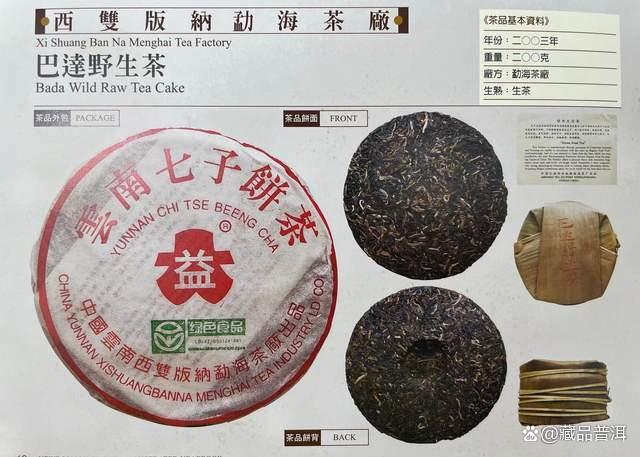 西雙版納勐海茶廠
Xi Shuang Ban Na Menghai Tea Factory
巴達野生茶
Bada Wild Raw Tea Cake
《茶品基本資料》
年份：二○○三年
重量：二○○克
廠方：勐海茶廠
生熟：生茶
茶品外包 PACKAGE
茶品餅面 FRONT
雲南七子餅茶
YUNNAN CHI TSE BEENG CHA
益
®
绿色食品
中國雲南西雙版納勐海茶廠出品
CHINA YUNNAN XISHUANGBANNA MENGHAI TEA INDUSTRY LD CO.
茶品餅背 BACK
藏品普洱